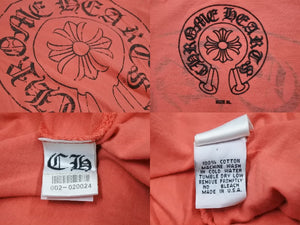 CHROME HEARTS
CHROME HEARTS
CH
002-020024
100% COTTON
MACHINE WASH
IN COLD WATER
TUMBLE DRY LOW
REMOVE PROMPTLY
NO BLEACH
MADE IN U.S.A.